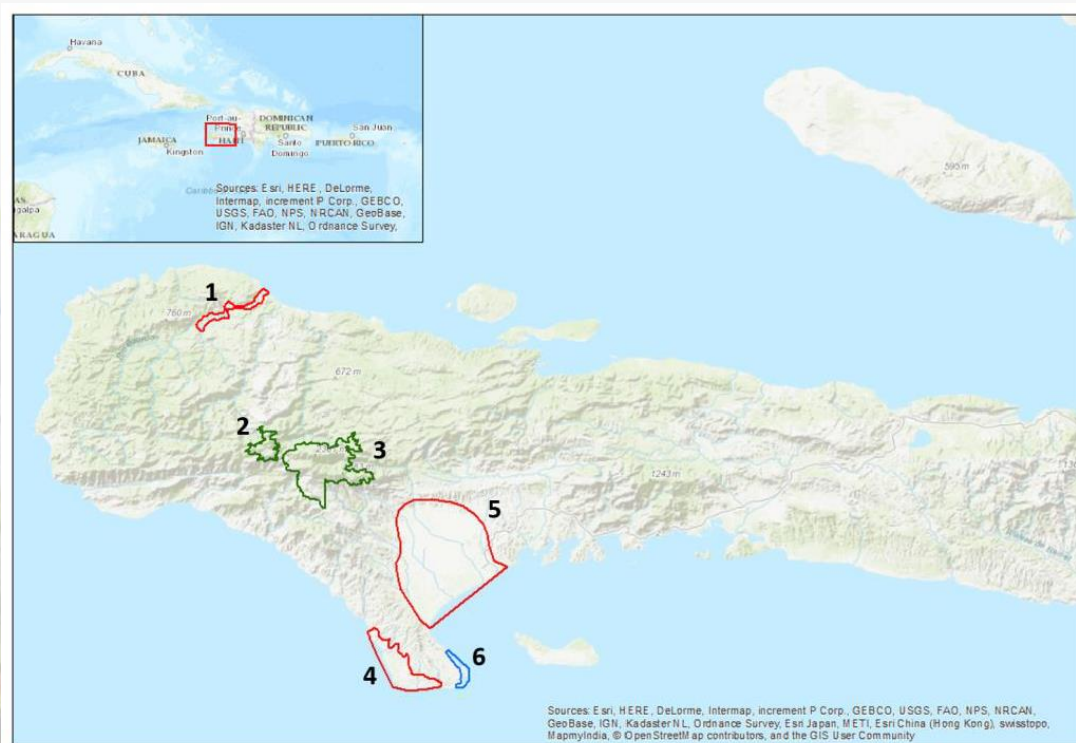 Havana
CUBA
Port-au-
Prince
DOMINICAN
REPUBLIC
San Juan
JAMAICA
HAITI
Santo
PUERTO RICO
Kingston
Domingo
Sources: Esri, HERE, DeLorme,
Intermap, increment P Corp., GEBCO,
USGS, FAO, NPS, NRCAN, GeoBase,
IGN, Kadaster NL, Ordnance Survey,
ARAGUA
595 m
1
760 m
672 m
2
3
1243 m
5
4
6
Sources: Esri, HERE, DeLorme, Intermap, increment P Corp., GEBCO, USGS, FAO, NPS, NRCAN,
GeoBase, IGN, Kadaster NL, Ordnance Survey, Esri Japan, METI, Esri China (Hong Kong), swisstopo,
MapmyIndia, © OpenStreetMap contributors, and the GIS User Community